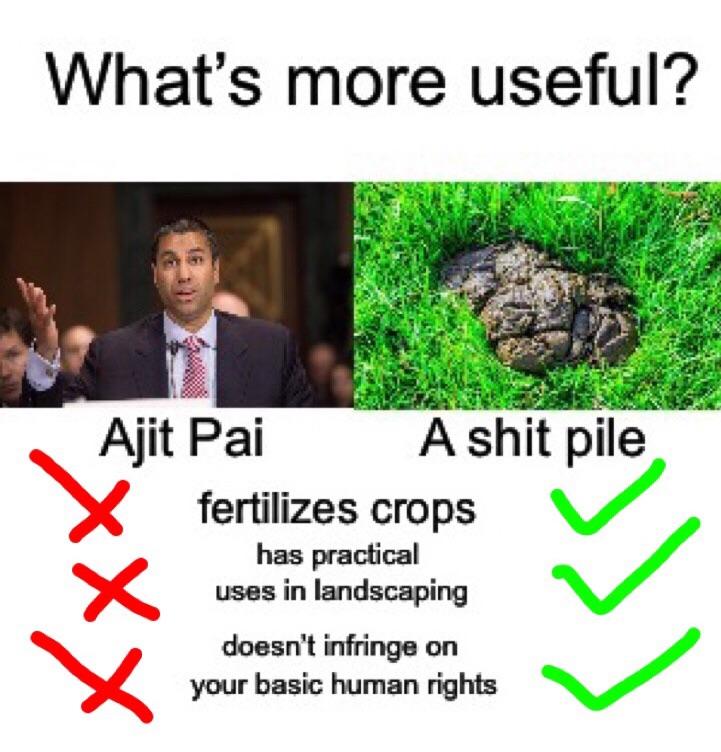 What's more useful?
Ajit Pai
A shit pile
fertilizes crops
has practical
uses in landscaping
doesn't infringe on
your basic human rights